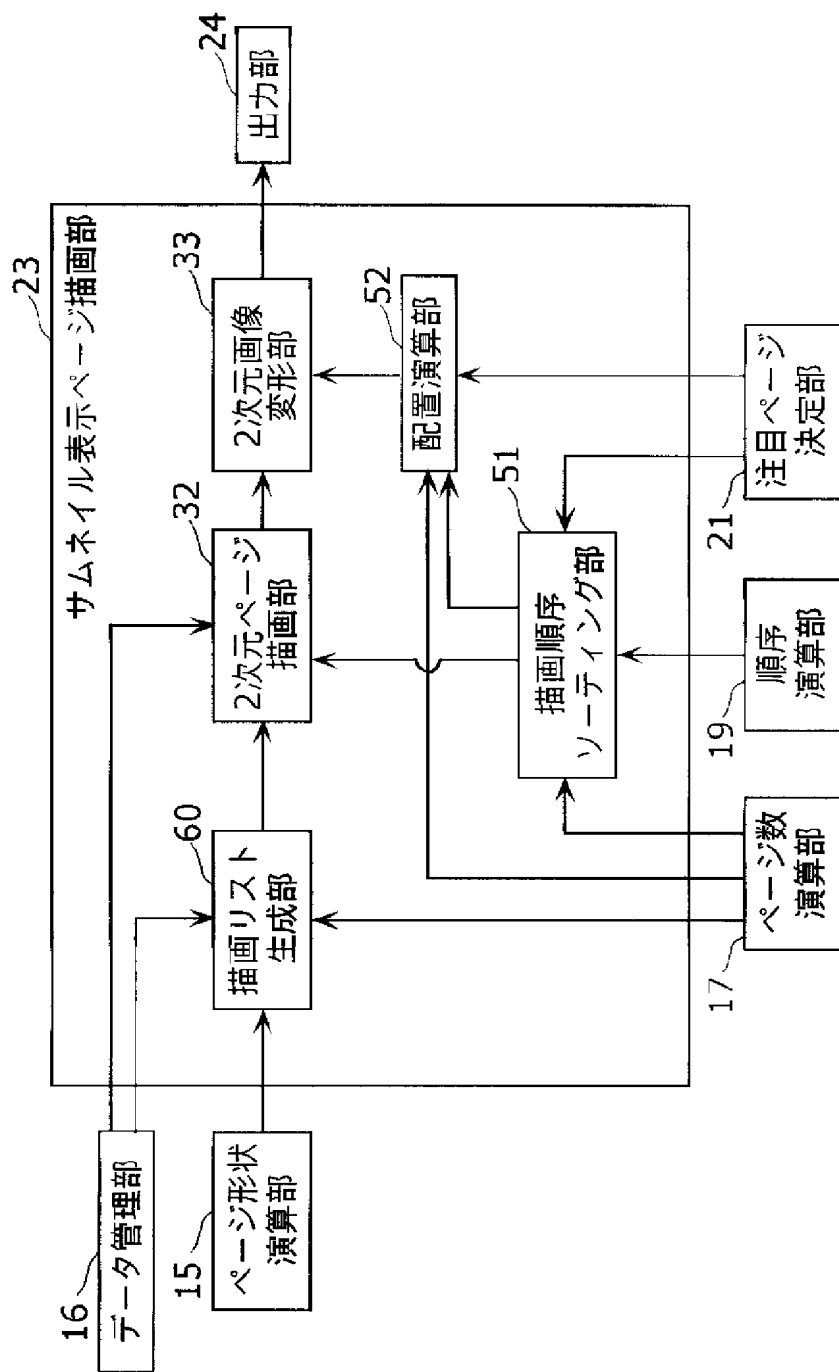 23
サムネイル表示ページ描画部
16
データ管理部
15
ページ形状
演算部
60
描画リスト
生成部
32
2次元ページ
描画部
33
2次元画像
変形部
24
出力部
51
描画順序
ソーティング部
52
配置演算部
17
ページ数
演算部
19
順序
演算部
21
注目ページ
決定部